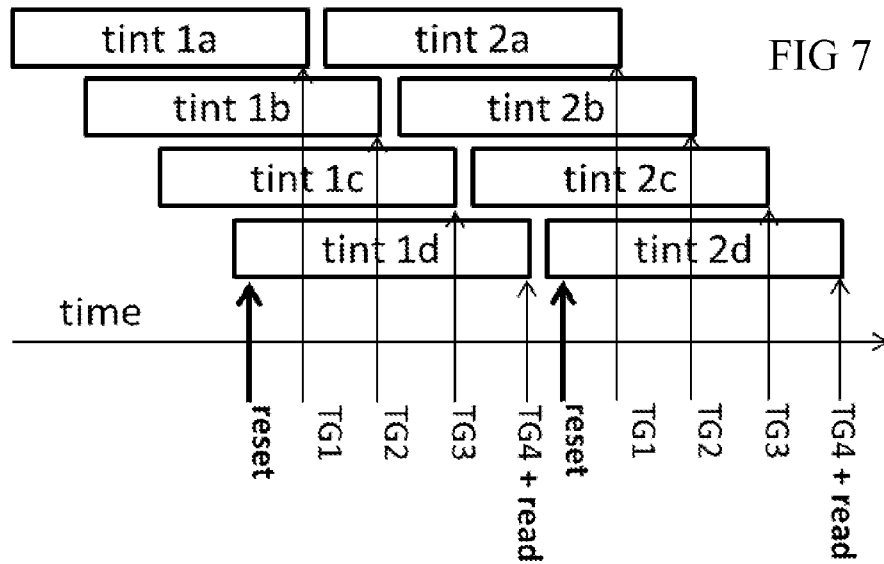 tint 1a
tint 2a
FIG 7
tint 1b
tint 2b
tint 1c
tint 2c
tint 1d
tint 2d
time
reset
TG1
TG2
TG3
TG4 + read
reset
TG1
TG2
TG3
TG4 + read